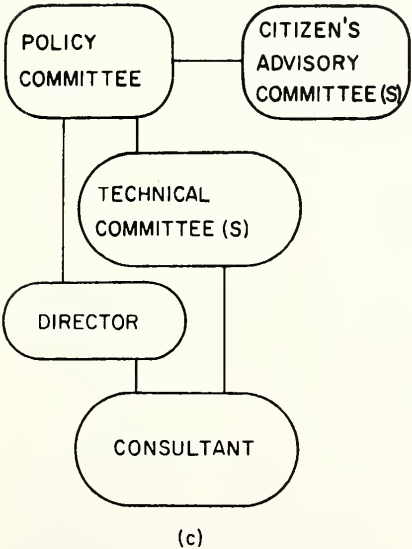 POLICY
COMMITTEE
CITIZEN'S
ADVISORY
COMMITTEE(S)
TECHNICAL
COMMITTEE (S)
DIRECTOR
CONSULTANT
(c)